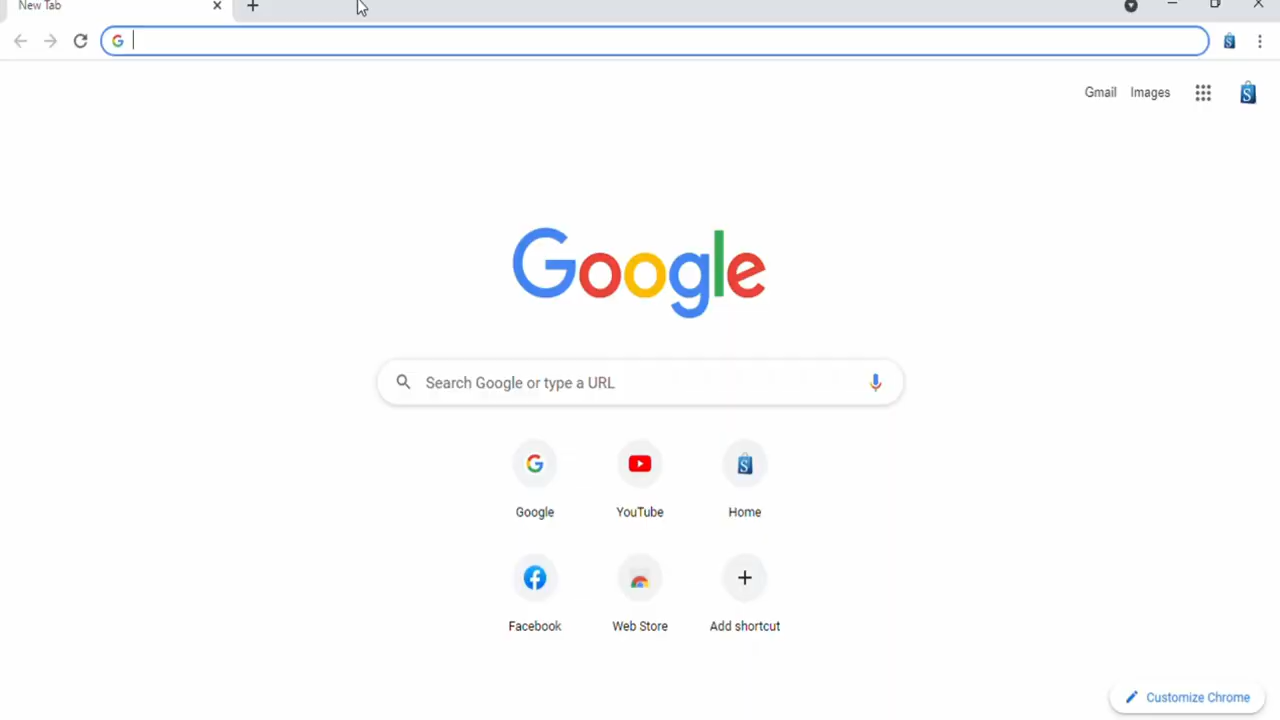 New Tab
Gmail Images
Google
Search Google or type a URL
Google YouTube Home
Facebook Web Store Add shortcut
Customize Chrome